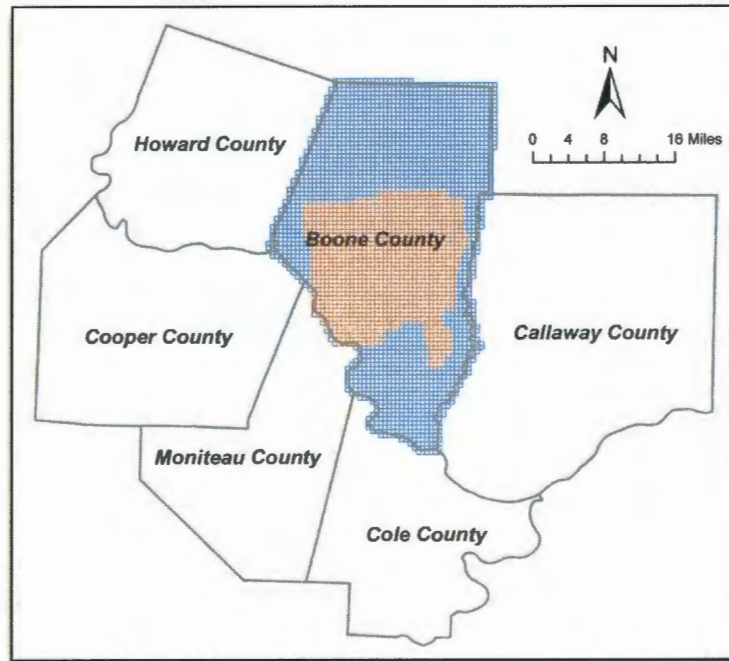 N
0 4 8 16 Miles
Howard County
Boone County
Cooper County
Callaway County
Moniteau County
Cole County